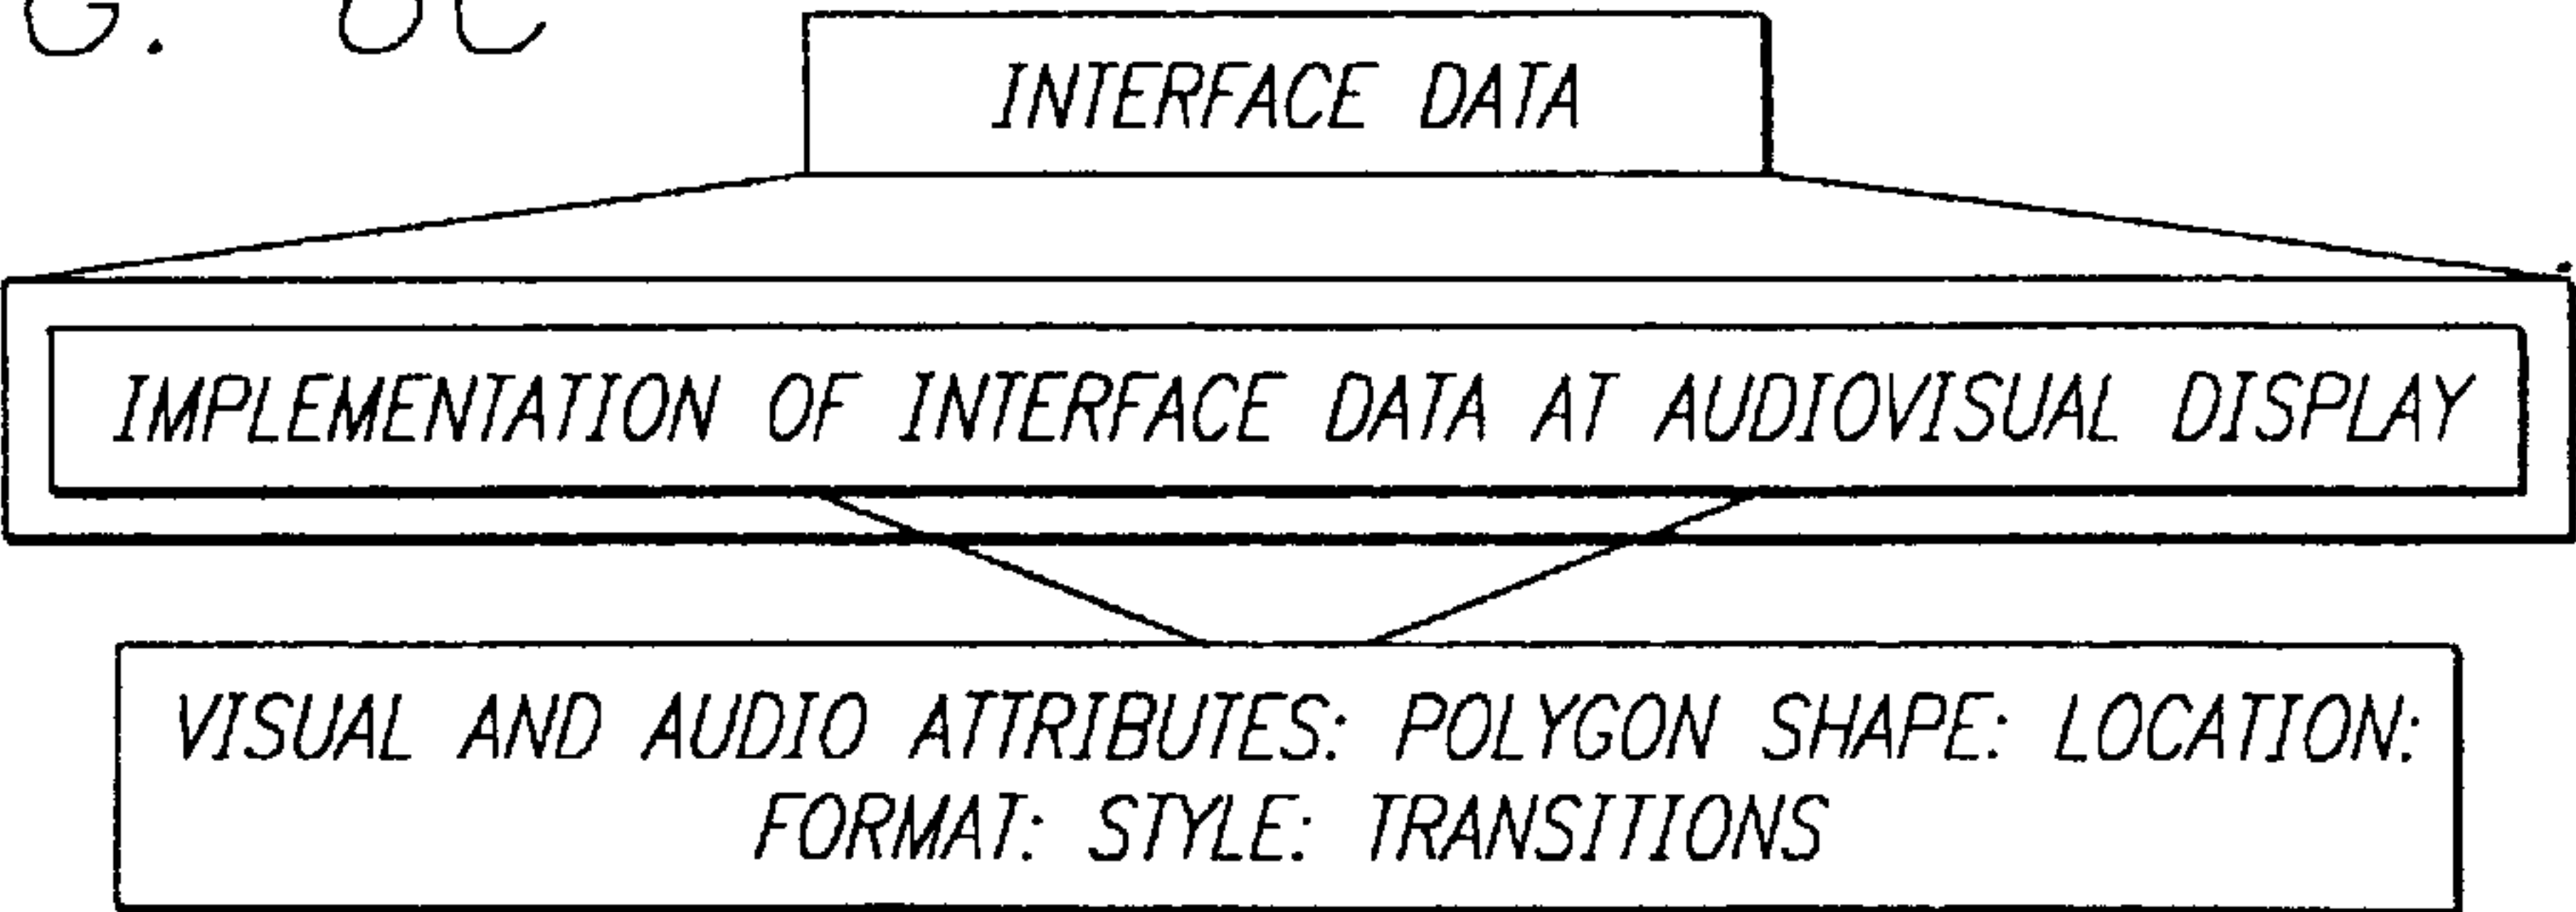 INTERFACE DATA
IMPLEMENTATION OF INTERFACE DATA AT AUDIOVISUAL DISPLAY
VISUAL AND AUDIO ATTRIBUTES: POLYGON SHAPE: LOCATION:
FORMAT: STYLE: TRANSITIONS